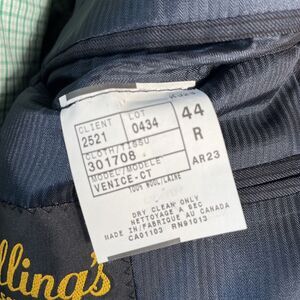 CLIENT
LOT
44
2521
0434
R
CLOTH/TISSU
301708
AR23
MODEL/MODELE
VENICE-CT
100% WOOL/LAINE
DRY CLEAN ONLY
NETTOYAGE A SEC
MADE IN/FABRIQUE AU CANADA
CA01103 RN91013
lling's